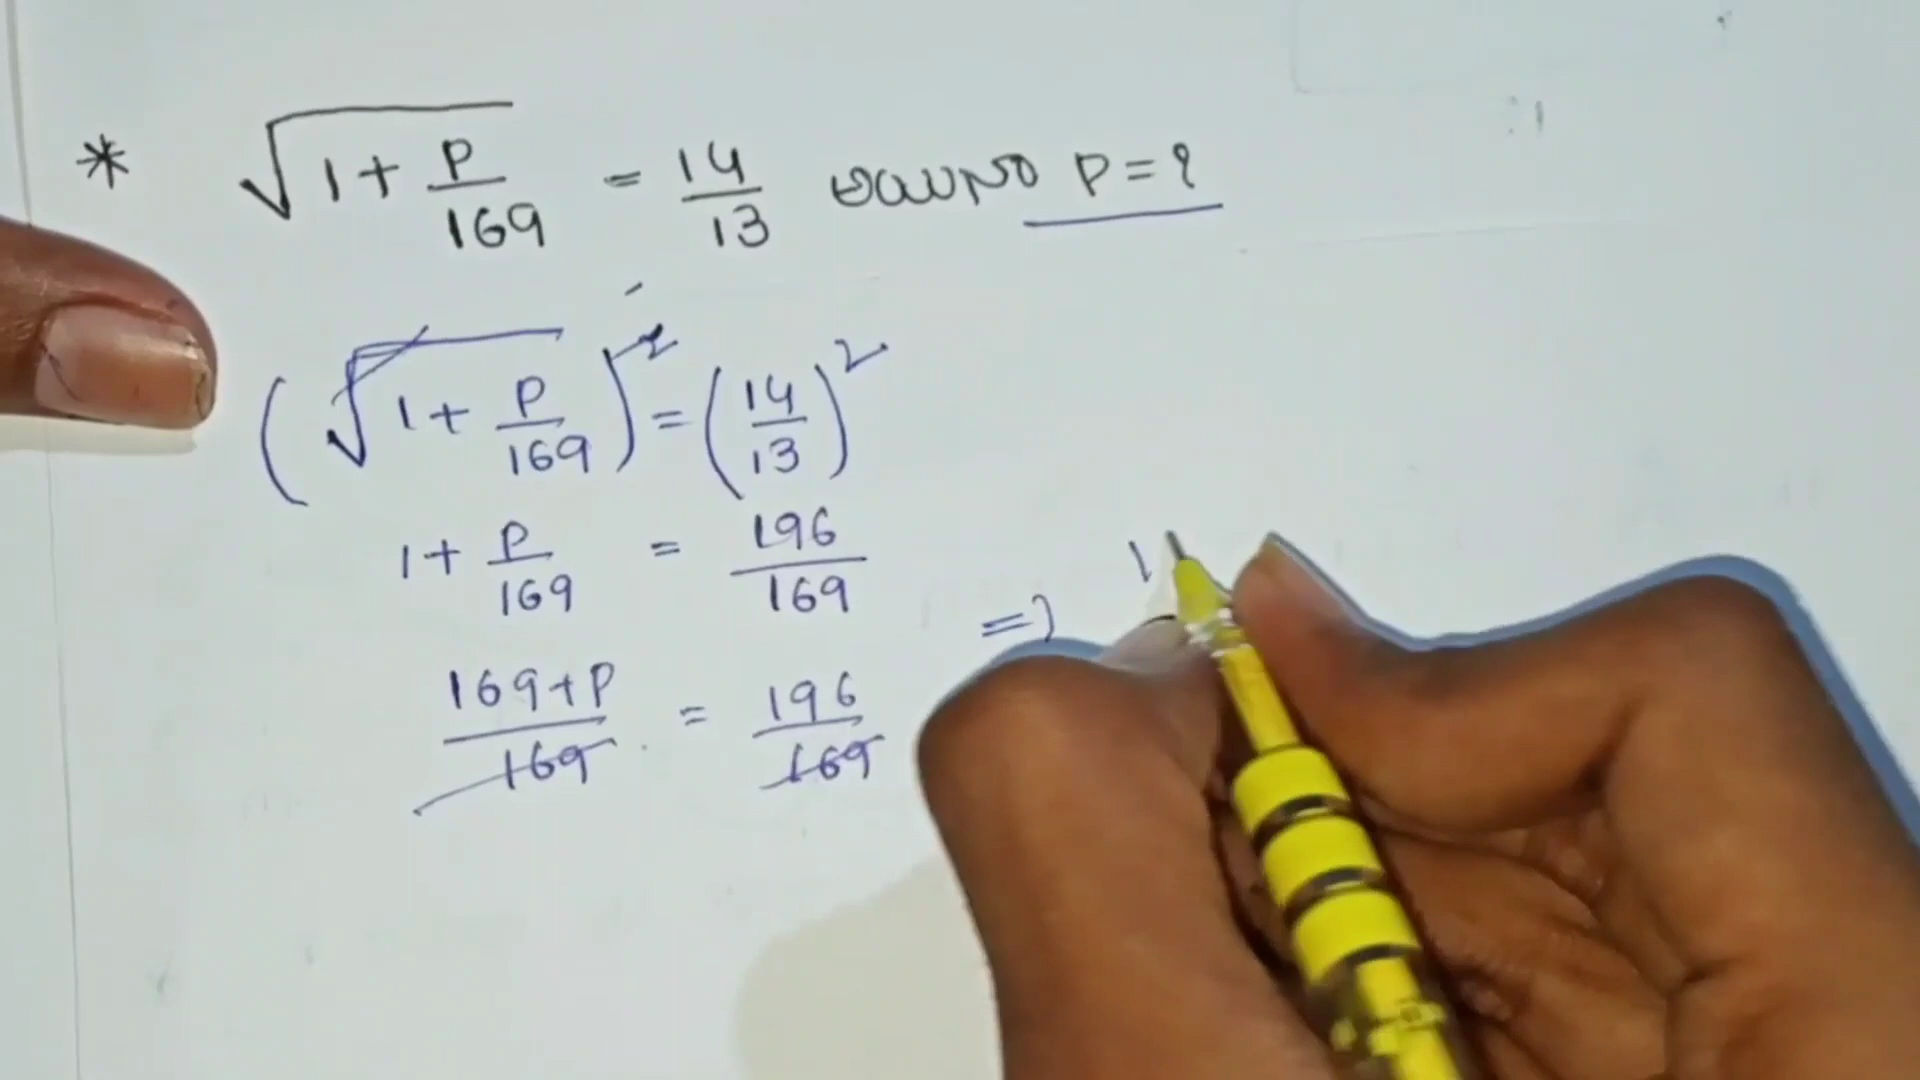 * √(1 + P/169) = 14/13 అయిన P = ?
(√(1 + P/169))² = (14/13)²
1 + P/169 = 196/169
169+P/169 = 196/169
=> 1